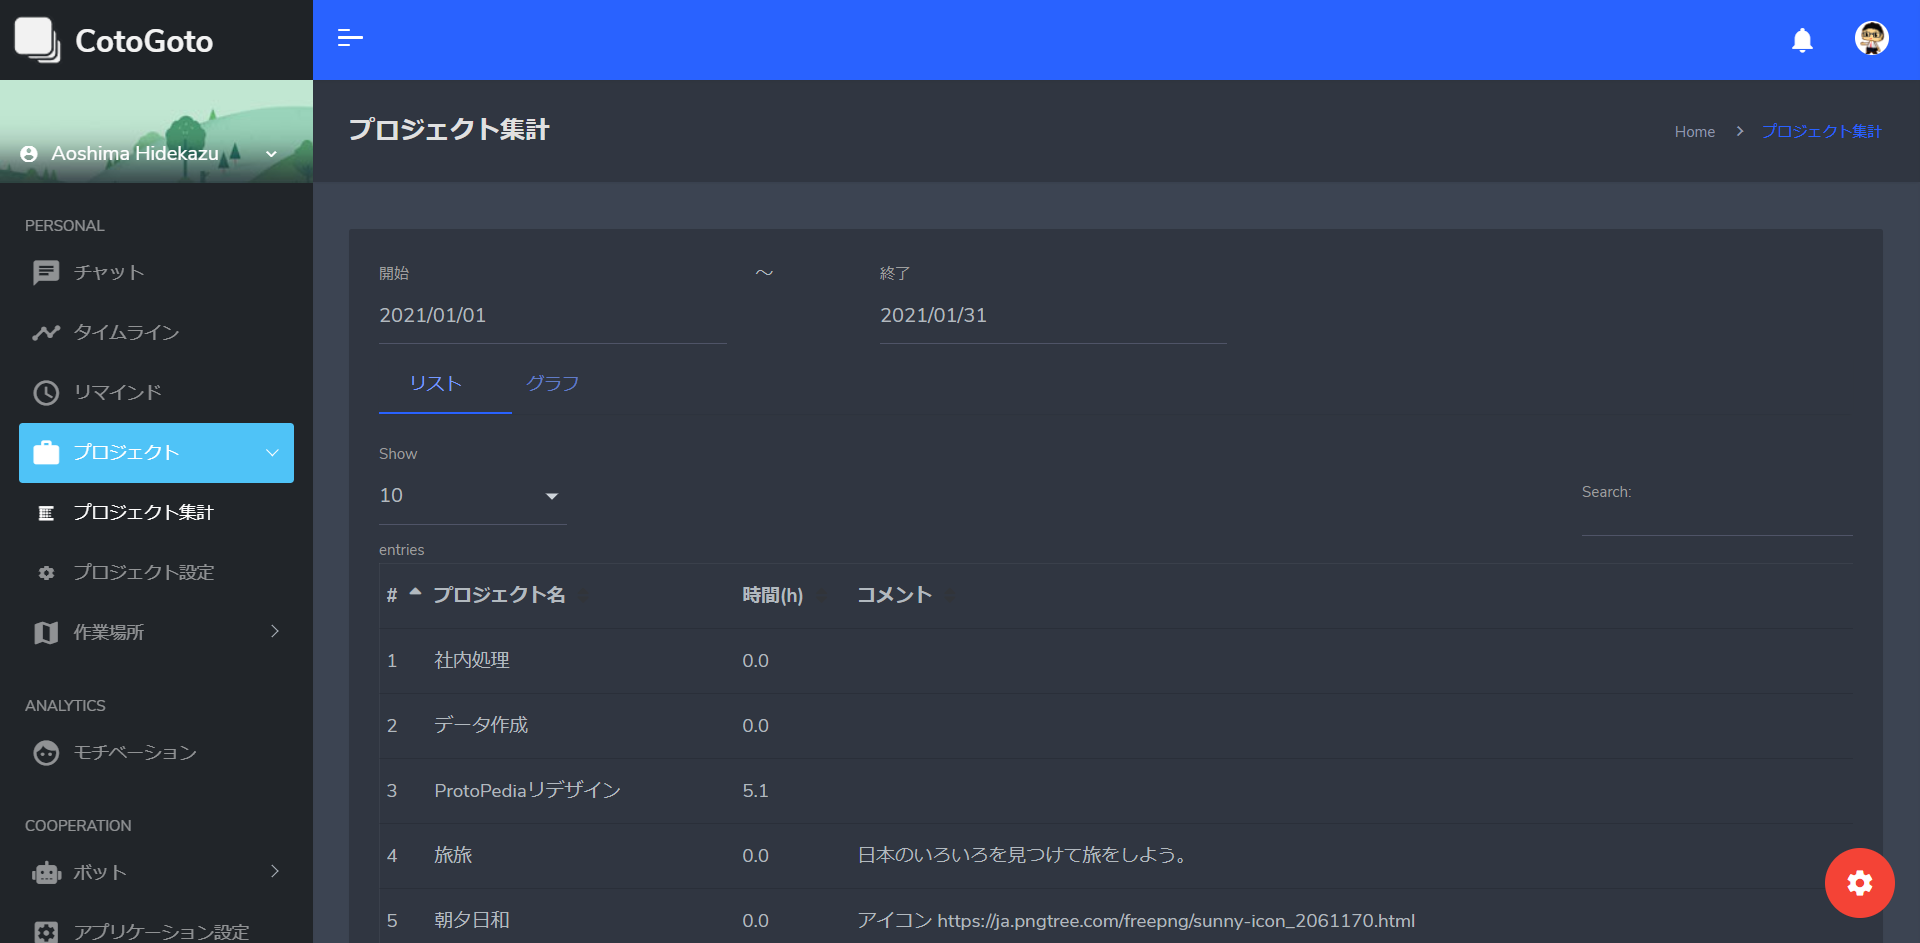 CotoGoto
Aoshima Hidekazu
PERSONAL
チャット
タイムライン
リマインド
プロジェクト
プロジェクト集計
プロジェクト設定
作業場所
ANALYTICS
モチベーション
COOPERATION
ボット
アプリケーション設定
プロジェクト集計
Home プロジェクト集計
開始 ～ 終了
2021/01/01 2021/01/31
リスト グラフ
Show
10
entries
Search:
# プロジェクト名 時間(h) コメント
1 社内処理 0.0
2 データ作成 0.0
3 ProtoPediaリデザイン 5.1
4 旅旅 0.0 日本のいろいろを見つけて旅をしよう。
5 朝夕日和 0.0 アイコン https://ja.pngtree.com/freepng/sunny-icon_2061170.html